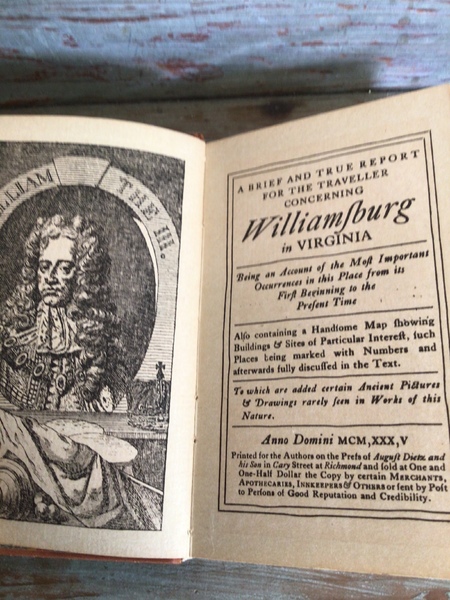 WILLIAM THE III.
A BRIEF AND TRUE REPORT
FOR THE TRAVELLER
CONCERNING
Williamſburg
in VIRGINIA
Being an Account of the Moſt Important
Occurrences in this Place from its
Firſt Beginning to the
Preſent Time
Alſo containing a Handſome Map ſhowing
Buildings & Sites of Particular Intereſt, ſuch
Places being marked with Numbers and
afterwards fully diſcuſſed in the Text.
To which are added certain Ancient Pictures
& Drawings rarely ſeen in Works of this
Nature.
Anno Domini MCM,XXX,V
Printed for the Authors on the Preſs of Auguſt Dietz and
his Son in Cary Street at Richmond and ſold at One and
One-Half Dollar the Copy by certain MERCHANTS,
APOTHECARIES, INNKEEPERS & OTHERS or ſent by Poſt
to Perſons of Good Reputation and Credibility.